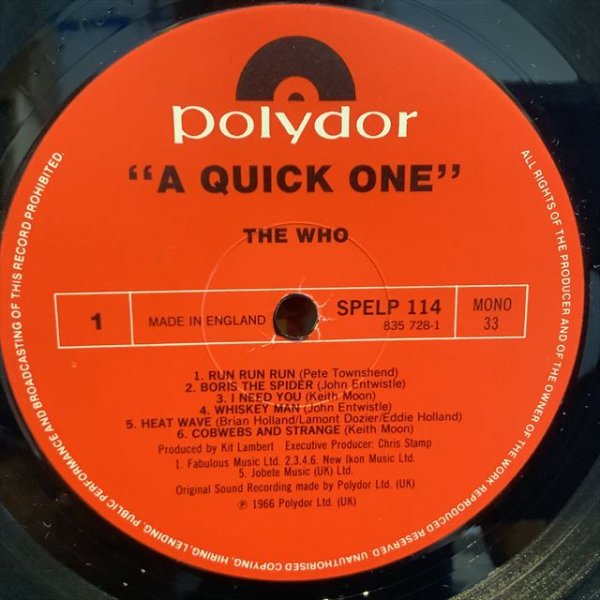 polydor
“A QUICK ONE”
THE WHO
1
MADE IN ENGLAND
SPELP 114
835 728-1
MONO
33
1. RUN RUN RUN (Pete Townshend)
2. BORIS THE SPIDER (John Entwistle)
3. I NEED YOU (Keith Moon)
4. WHISKEY MAN (John Entwistle)
5. HEAT WAVE (Brian Holland/Lamont Dozier/Eddie Holland)
6. COBWEBS AND STRANGE (Keith Moon)
Produced by Kit Lambert Executive Producer: Chris Stamp
1. Fabulous Music Ltd. 2,3,4,6. New Ikon Music Ltd.
5. Jobete Music (UK) Ltd.
Original Sound Recording made by Polydor Ltd. (UK)
℗ 1966 Polydor Ltd. (UK)
ALL RIGHTS OF THE PRODUCER AND OF THE OWNER OF THE WORK REPRODUCED RESERVED. UNAUTHORISED COPYING, HIRING, LENDING, PUBLIC PERFORMANCE AND BROADCASTING OF THIS RECORD PROHIBITED.